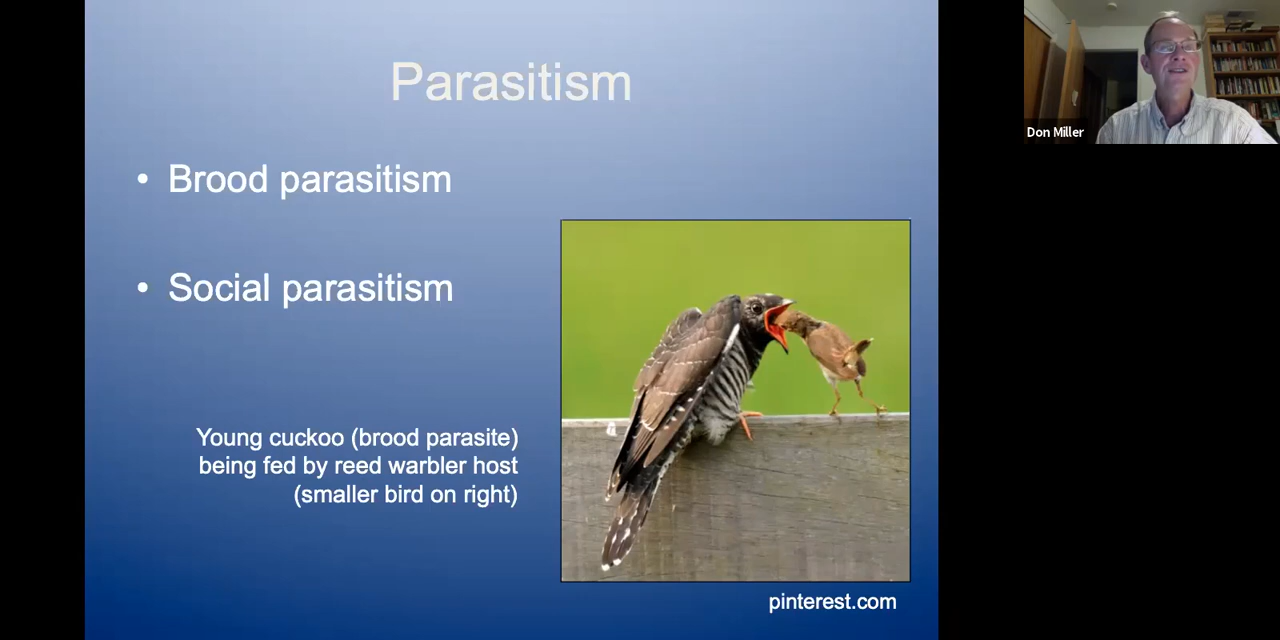 Parasitism
• Brood parasitism
• Social parasitism
Young cuckoo (brood parasite)
being fed by reed warbler host
(smaller bird on right)
pinterest.com
Don Miller